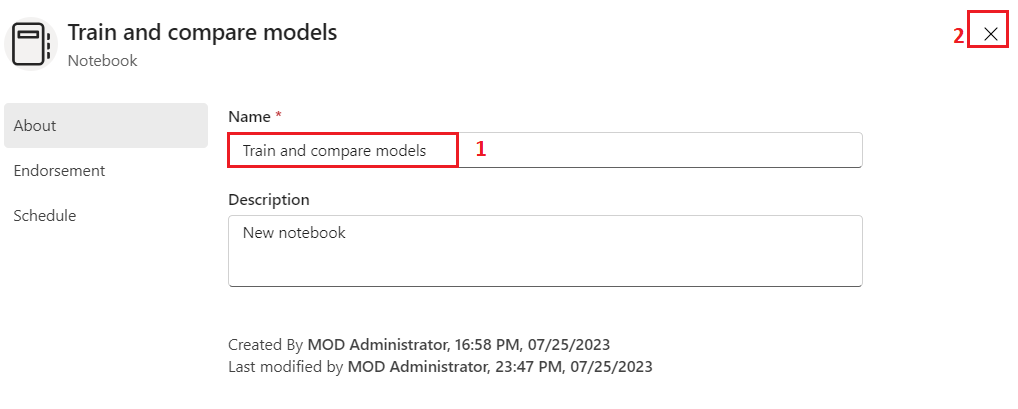 Train and compare models
Notebook
2
About
Endorsement
Schedule
Name *
Train and compare models
1
Description
New notebook
Created By MOD Administrator, 16:58 PM, 07/25/2023
Last modified by MOD Administrator, 23:47 PM, 07/25/2023